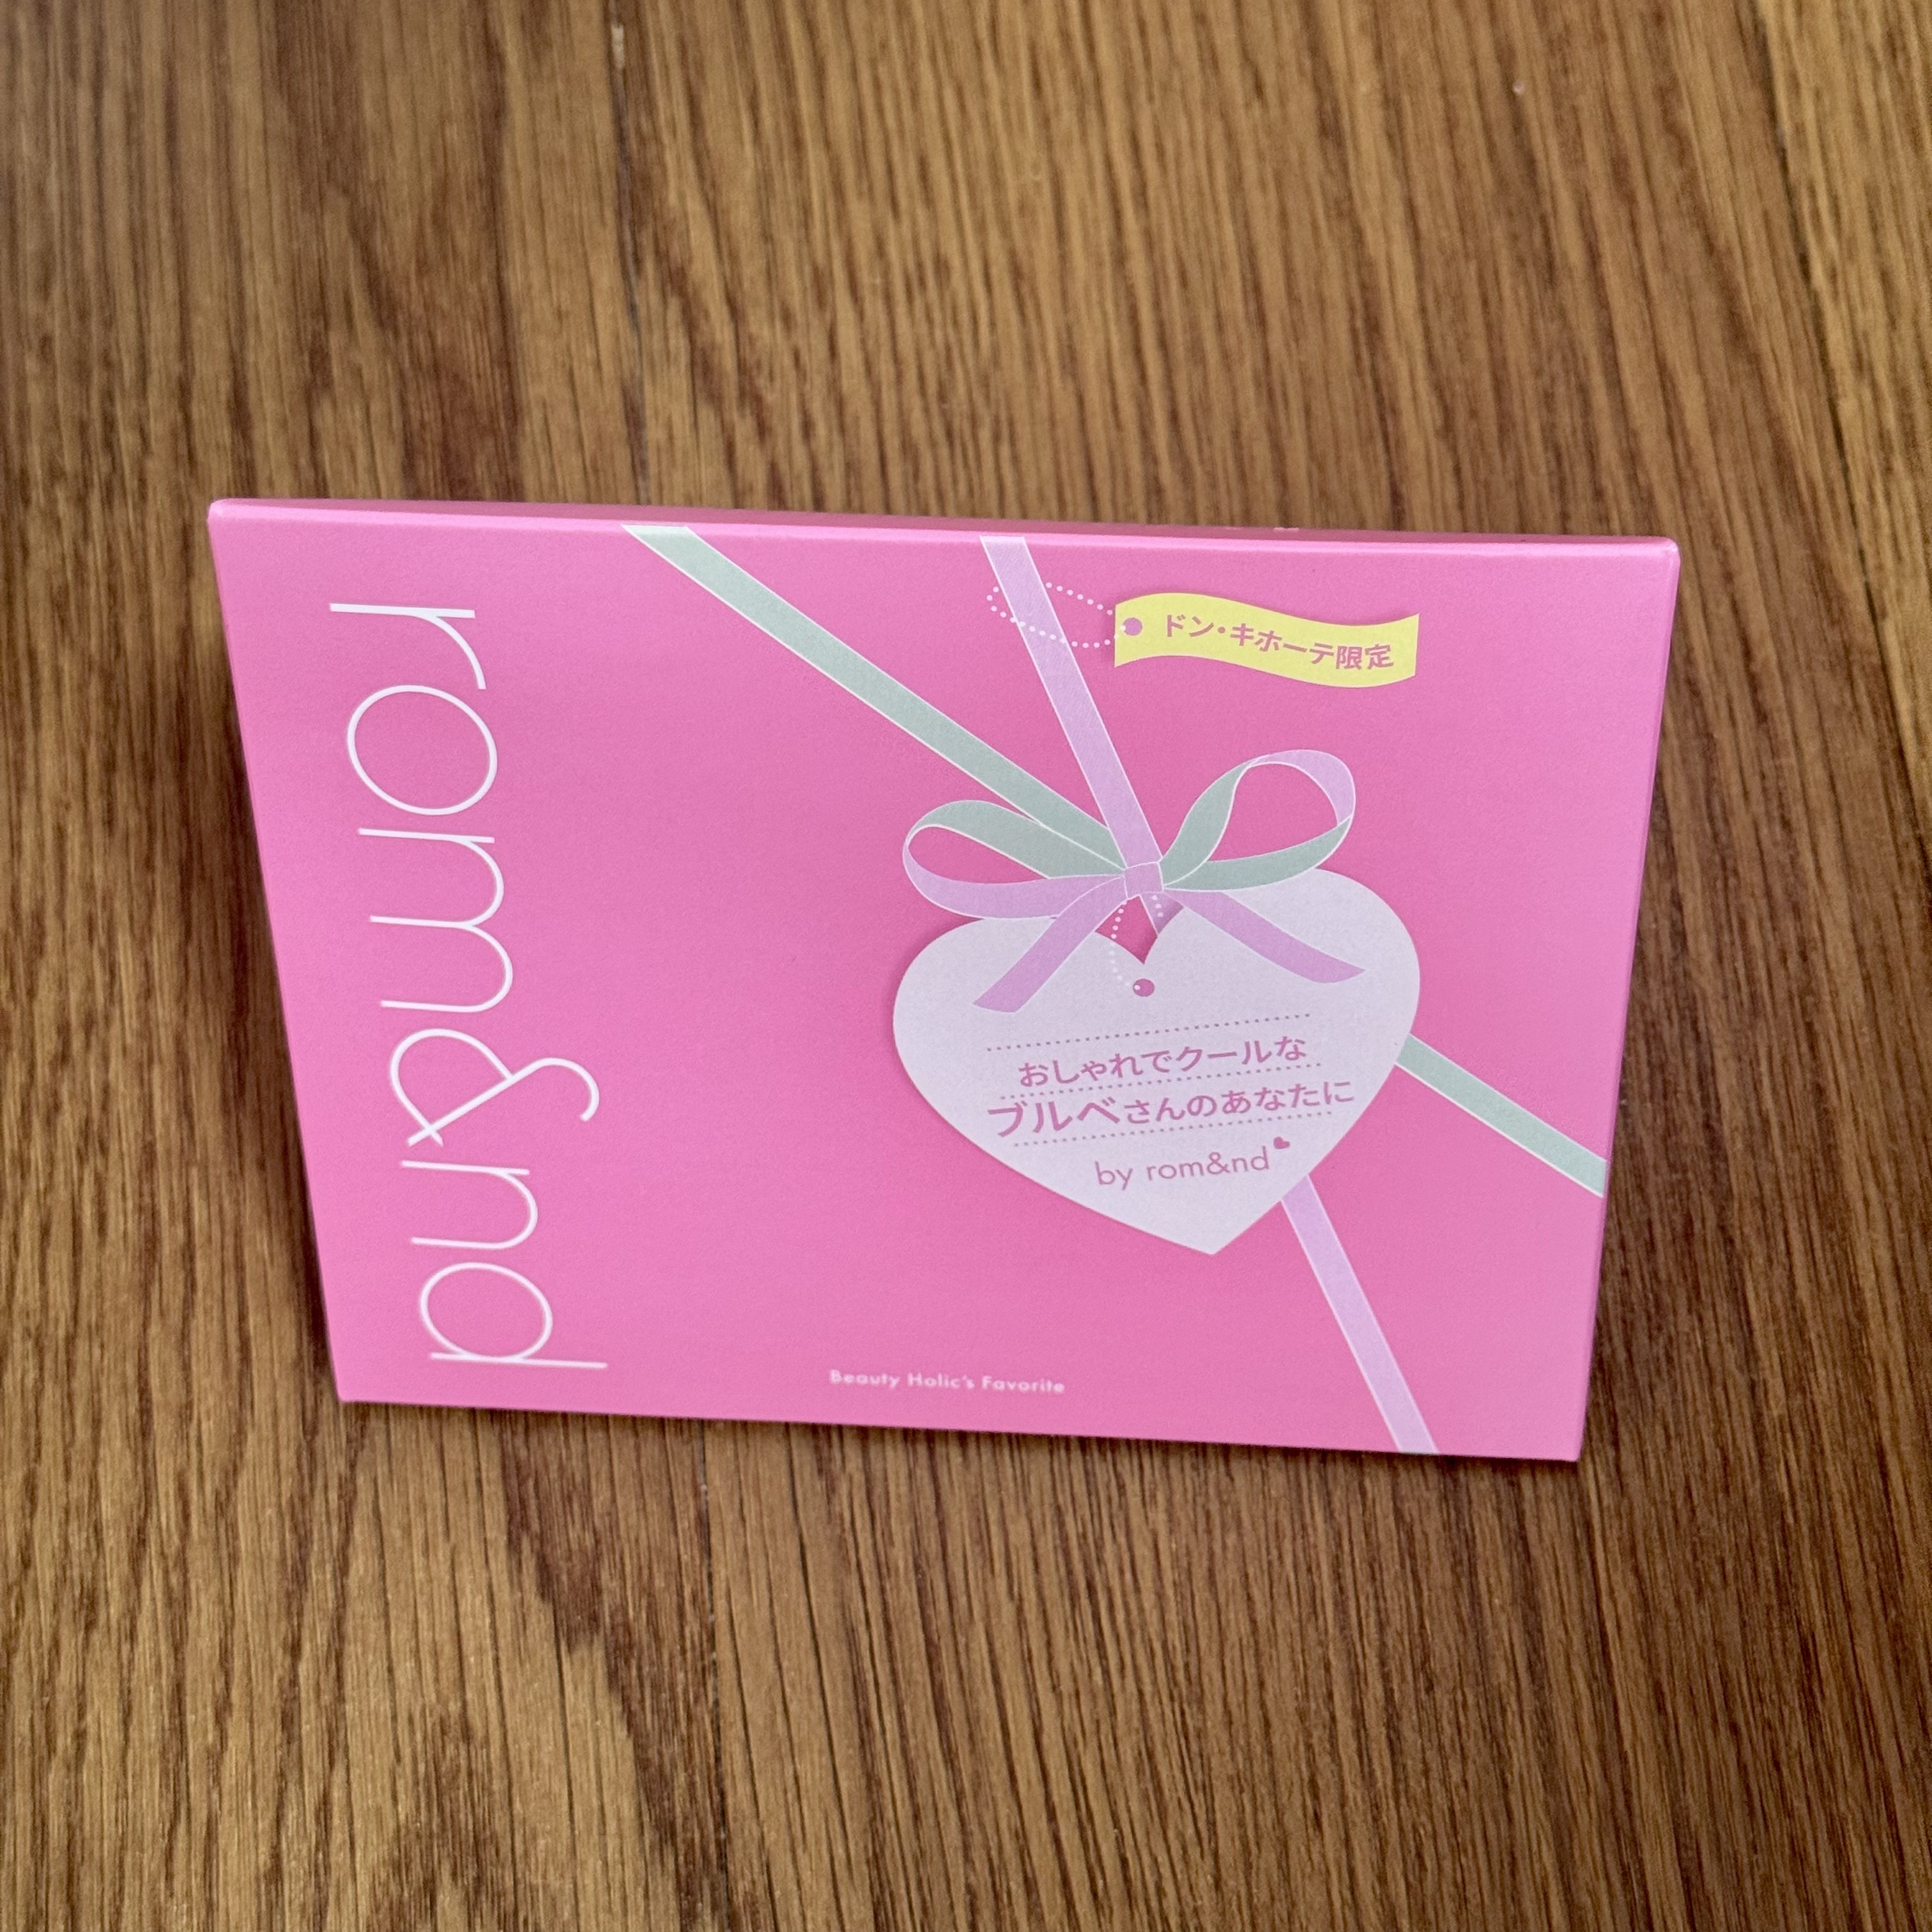 rom&nd
ドン・キホーテ限定
おしゃれでクールな
ブルベさんのあなたに
by rom&nd
Beauty Holic's Favorite